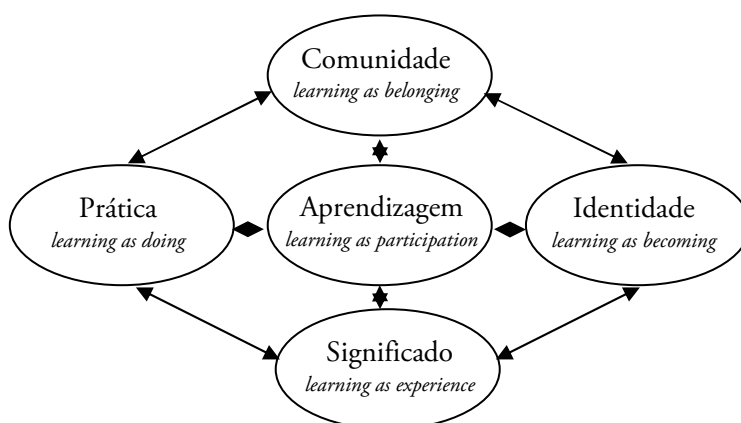 Comunidade
learning as belonging
Prática
learning as doing
Aprendizagem
learning as participation
Identidade
learning as becoming
Significado
learning as experience